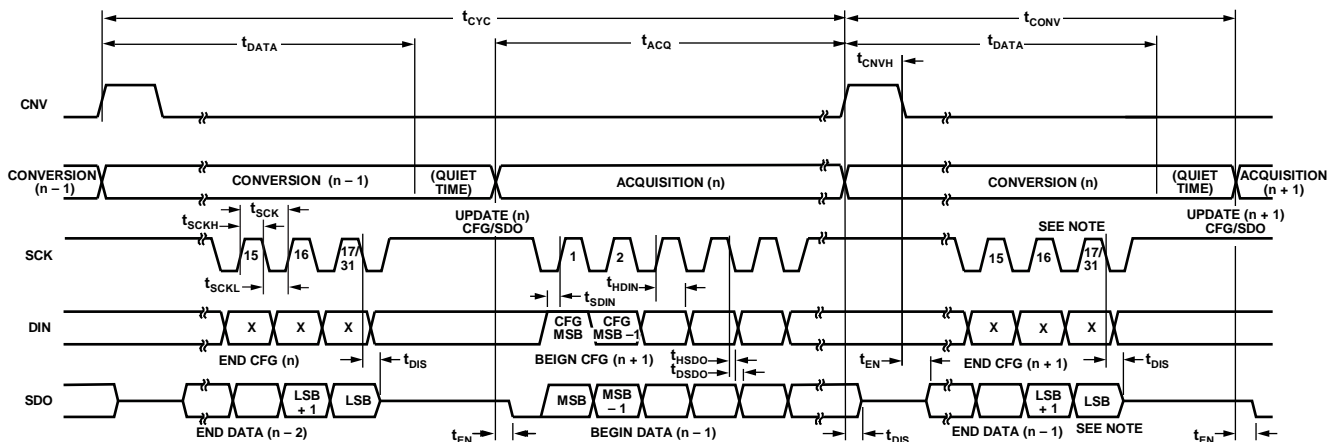 tCYC tCONV
tDATA tACQ tDATA
tCNVH
CNV
CONVERSION (n – 1) CONVERSION (n – 1) (QUIET TIME) ACQUISITION (n) CONVERSION (n) (QUIET TIME) ACQUISITION (n + 1)
tSCK UPDATE (n) CFG/SDO SEE NOTE UPDATE (n + 1) CFG/SDO
tSCKH
SCK 15 16 17/31 1 2 15 16 17/31
tSCKL tHDIN
tSDIN
DIN X X X CFG MSB CFG MSB –1 X X X
END CFG (n) tDIS BEIGN CFG (n + 1) tHSDO tEN END CFG (n + 1) tDIS
tDSDO
SDO LSB + 1 LSB MSB MSB – 1 LSB + 1 LSB
END DATA (n – 2) tEN BEGIN DATA (n – 1) tDIS END DATA (n – 1) SEE NOTE tEN